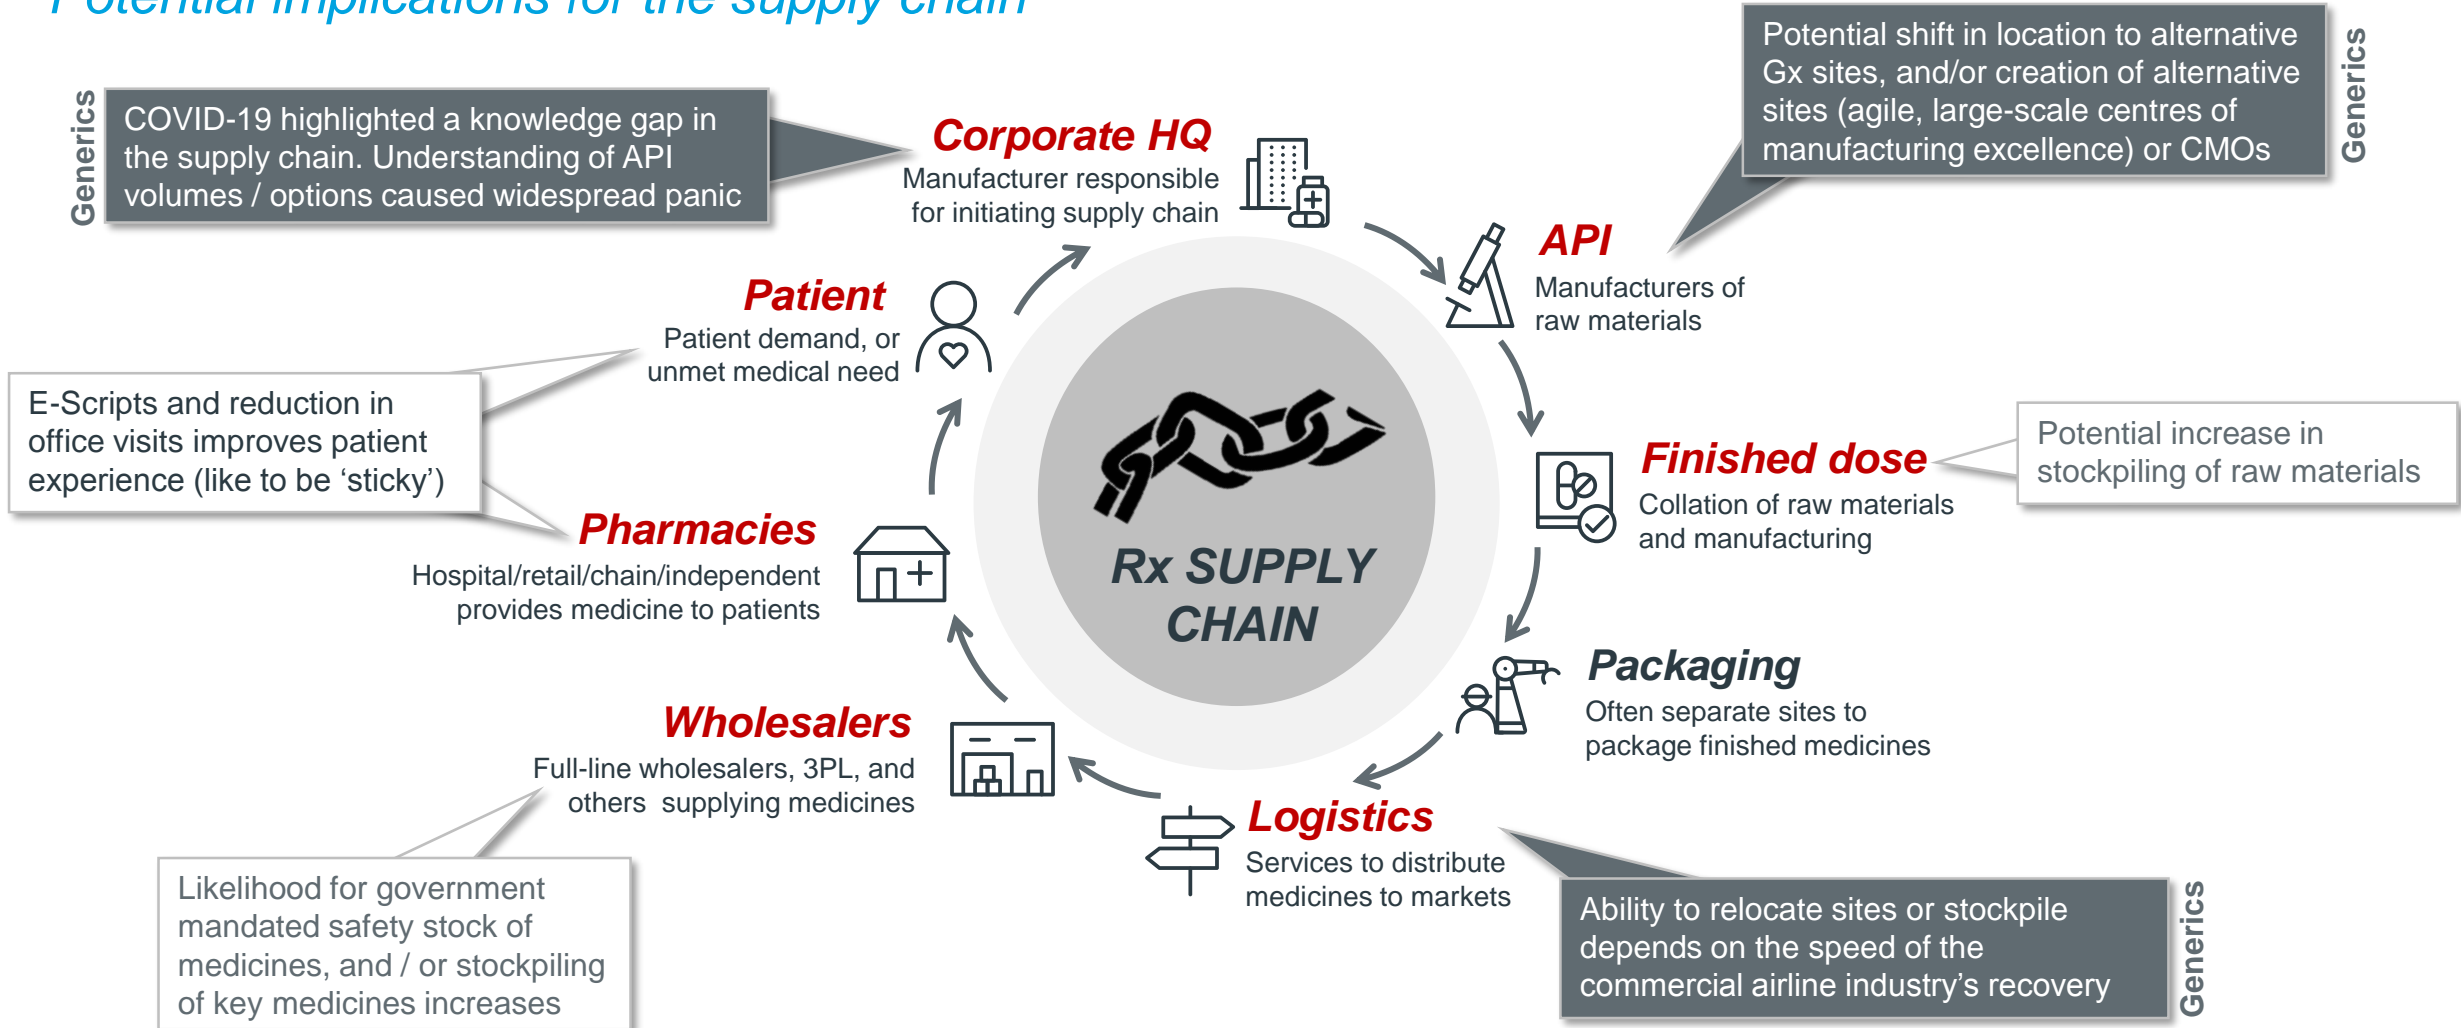 Potential implications for the supply chain
Generics
COVID-19 highlighted a knowledge gap in
the supply chain. Understanding of API
volumes / options caused widespread panic
Corporate HQ
Manufacturer responsible
for initiating supply chain
Potential shift in location to alternative
Gx sites, and/or creation of alternative
sites (agile, large-scale centres of
manufacturing excellence) or CMOs
Generics
API
Manufacturers of
raw materials
Patient
Patient demand, or
unmet medical need
E-Scripts and reduction in
office visits improves patient
experience (like to be ‘sticky’)
Finished dose
Collation of raw materials
and manufacturing
Potential increase in
stockpiling of raw materials
Pharmacies
Hospital/retail/chain/independent
provides medicine to patients
Rx SUPPLY
CHAIN
Packaging
Often separate sites to
package finished medicines
Wholesalers
Full-line wholesalers, 3PL, and
others supplying medicines
Logistics
Services to distribute
medicines to markets
Likelihood for government
mandated safety stock of
medicines, and / or stockpiling
of key medicines increases
Ability to relocate sites or stockpile
depends on the speed of the
commercial airline industry’s recovery
Generics